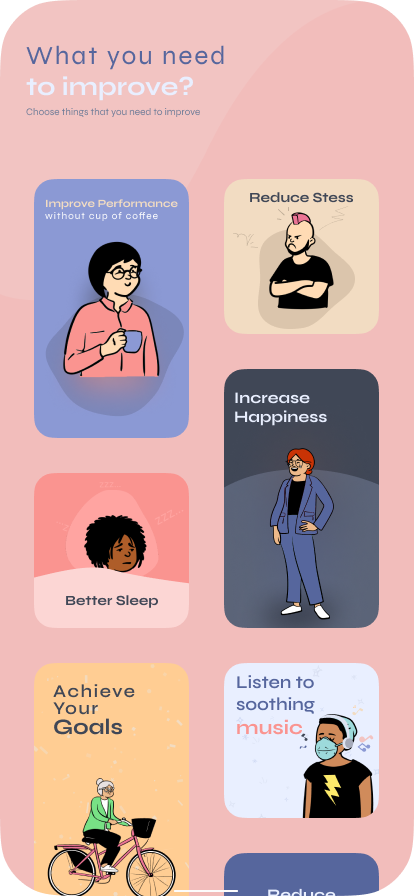 What you need
to improve?
Choose things that you need to improve
Improve Performance
without cup of coffee
Reduce Stess
Increase
Happiness
zzz
zzz
Better Sleep
Achieve
Your
Goals
Listen to
soothing
music
Reduce